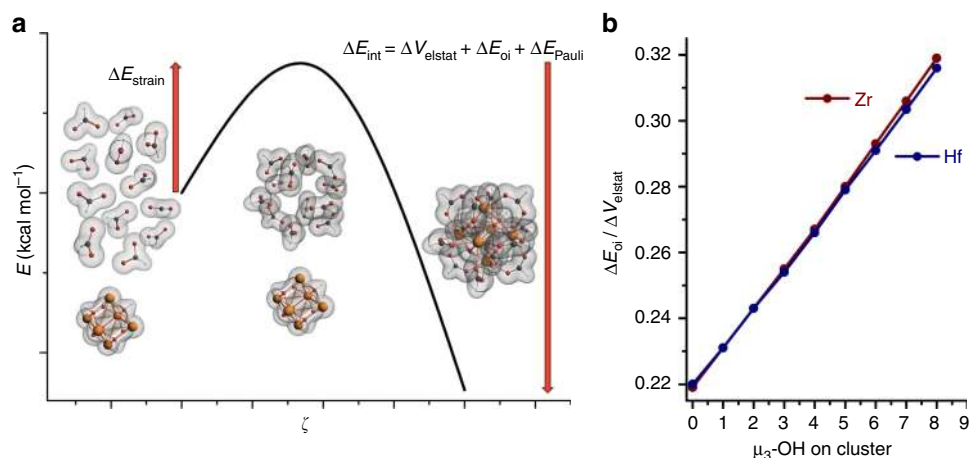 a
ΔE_int = ΔV_elstat + ΔE_oi + ΔE_Pauli
ΔE_strain
E (kcal mol⁻¹)
ζ
b
0.32
0.30
0.28
0.26
0.24
0.22
ΔE_oi / ΔV_elstat
Zr
Hf
0 1 2 3 4 5 6 7 8 9
μ₃-OH on cluster